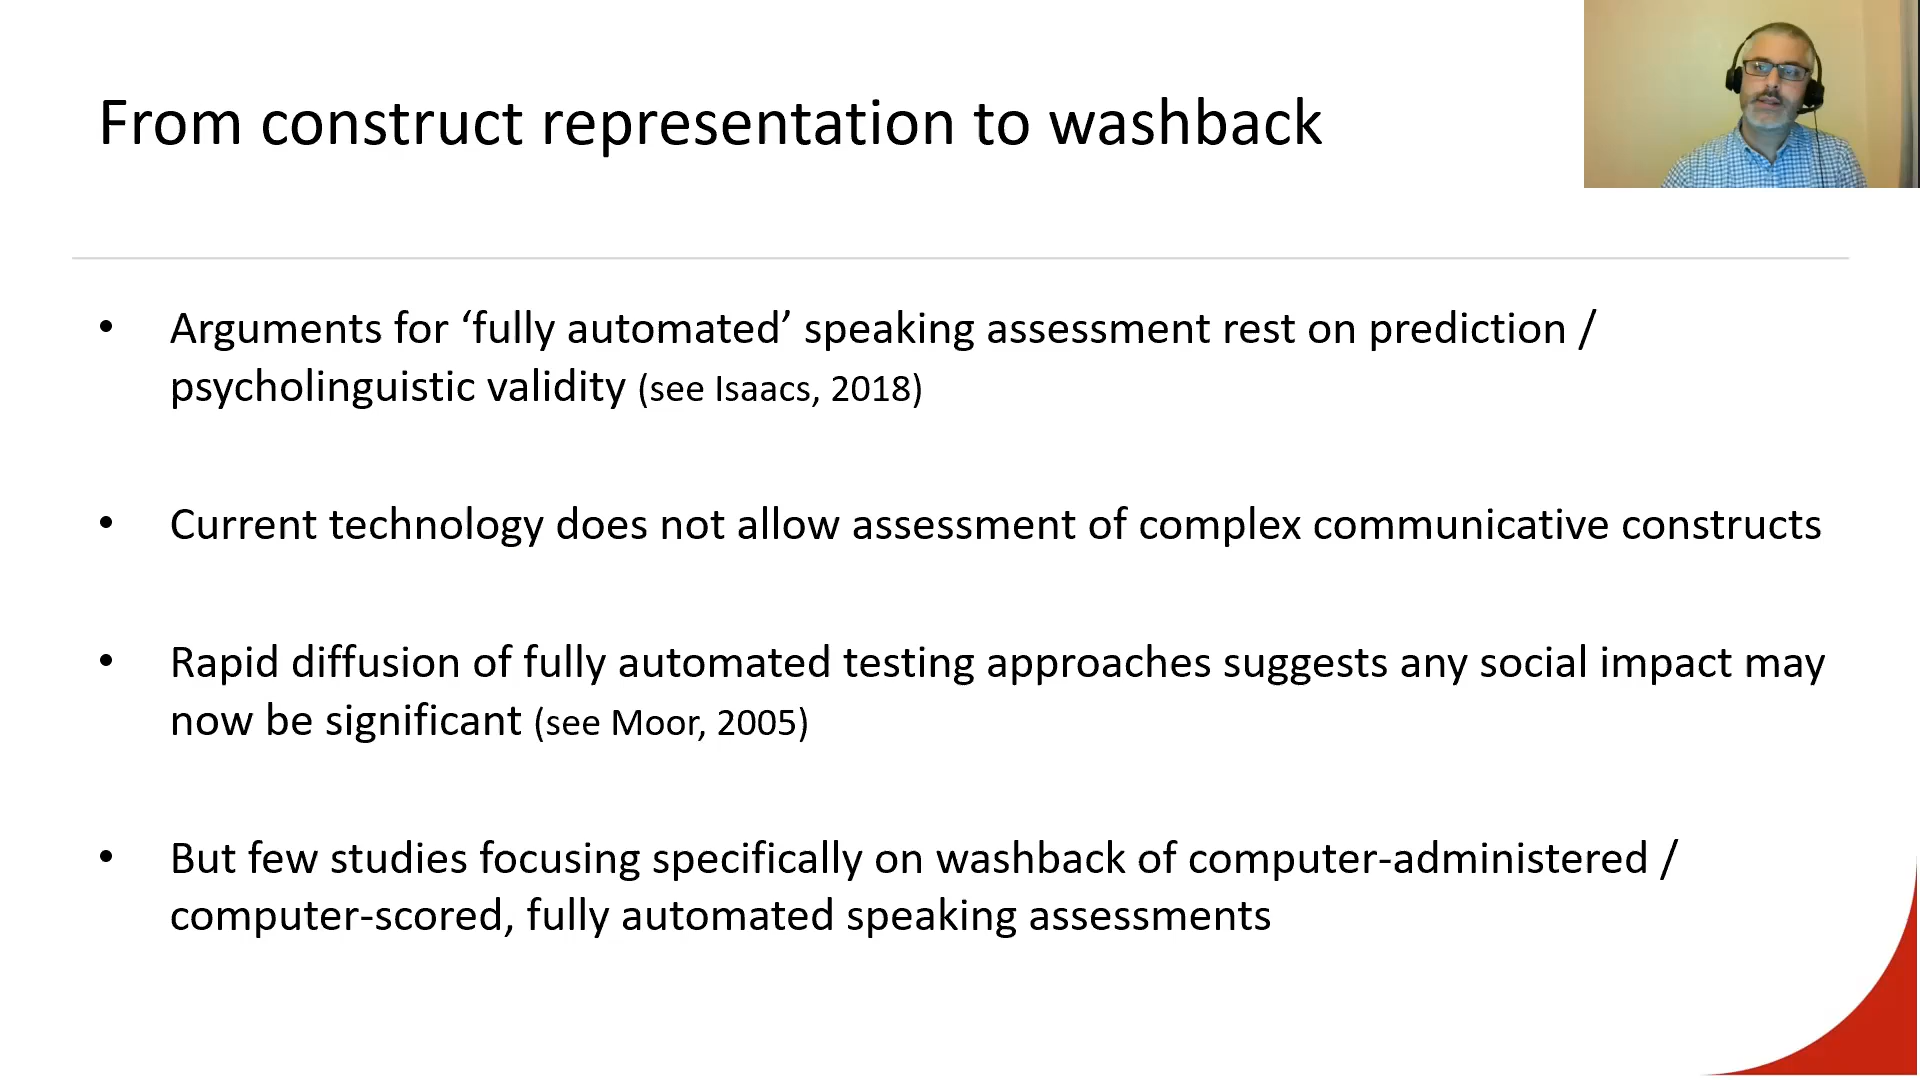 From construct representation to washback
• Arguments for ‘fully automated’ speaking assessment rest on prediction /
psycholinguistic validity (see Isaacs, 2018)
• Current technology does not allow assessment of complex communicative constructs
• Rapid diffusion of fully automated testing approaches suggests any social impact may
now be significant (see Moor, 2005)
• But few studies focusing specifically on washback of computer-administered /
computer-scored, fully automated speaking assessments